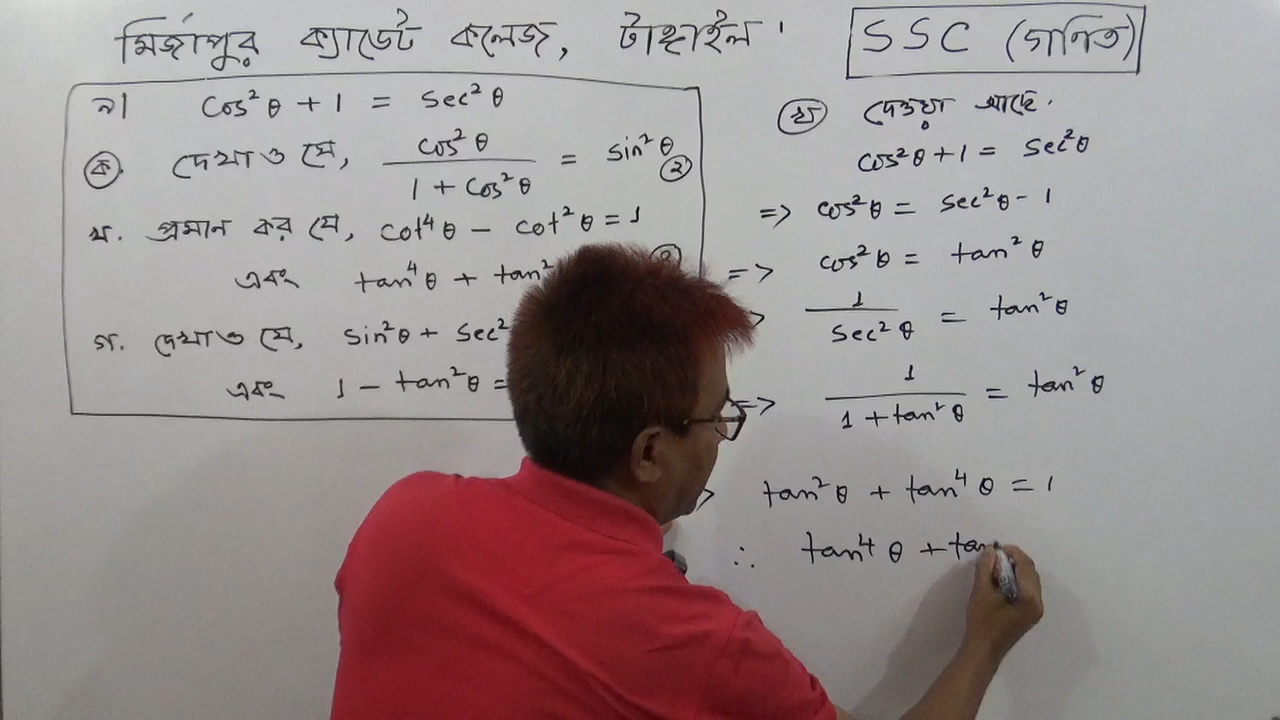 মির্জাপুর ক্যাডেট কলেজ, টাঙ্গাইল।
SSC (গণিত)
৯। cos²θ + 1 = sec²θ
ক. দেখাও যে, cos²θ / (1 + cos²θ) = sin²θ ২
খ. প্রমান কর যে, cot⁴θ − cot²θ = 1
এবং tan⁴θ + tan²
গ. দেখাও যে, sin²θ + sec²
এবং 1 − tan²θ =
খ দেওয়া আছে.
cos²θ + 1 = sec²θ
=> cos²θ = sec²θ − 1
=> cos²θ = tan²θ
1 / sec²θ = tan²θ
=> 1 / (1 + tan²θ) = tan²θ
tan²θ + tan⁴θ = 1
∴ tan⁴θ + tan